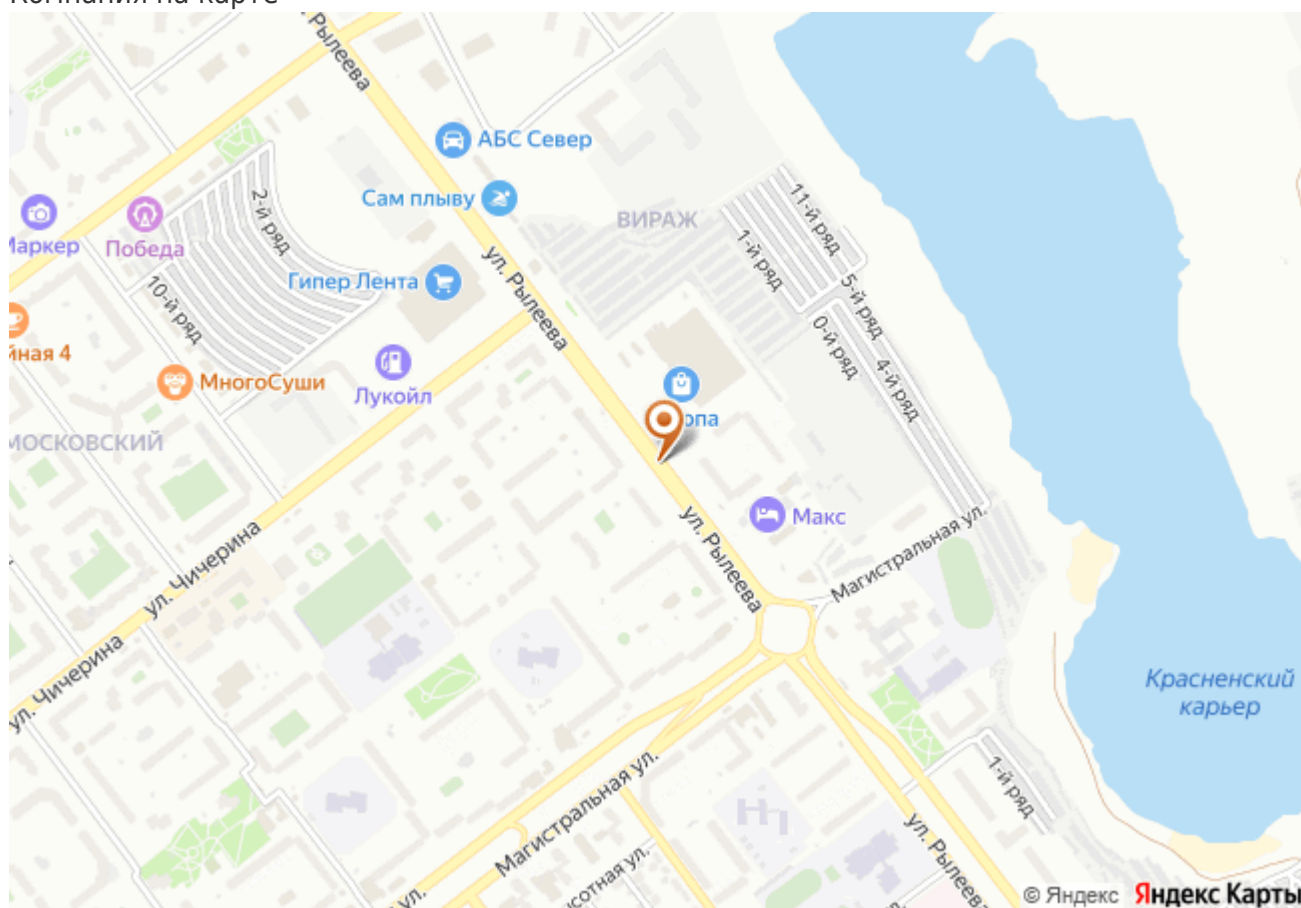 Компания на карте
Рылеева
АБС Север
Сам плыву
2-й ряд
ВИРАЖ
11-й ряд
1-й ряд
5-й ряд
Маркер
Победа
ул. Рылеева
Гипер Лента
10-й ряд
0-й ряд
4-й ряд
йная 4
МногоСуши
Лукойл
опа
МОСКОВСКИЙ
ул. Рылеева
Макс
ул. Чичерина
Магистральная ул.
ул. Чичерина
Красненский
карьер
1-й ряд
Магистральная ул.
ул. Рылеева
сотная ул.
ул.
© Яндекс Яндекс Карты